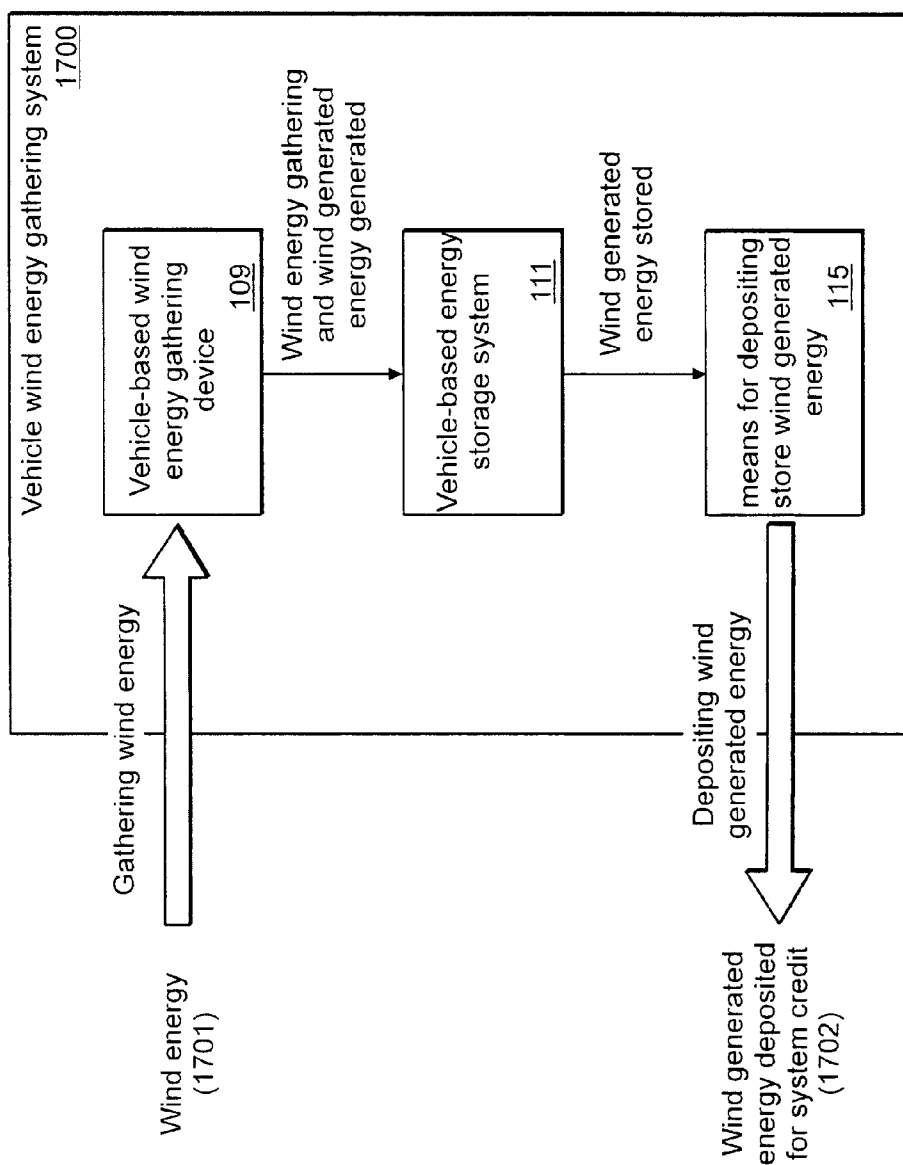 Vehicle wind energy gathering system
1700
Wind energy
(1701)
Gathering wind energy
Vehicle-based wind
energy gathering
device
109
Wind energy gathering
and wind generated
energy generated
Vehicle-based energy
storage system
111
Wind generated
energy stored
means for depositing
store wind generated
energy
115
Depositing wind
generated energy
Wind generated
energy deposited
for system credit
(1702)